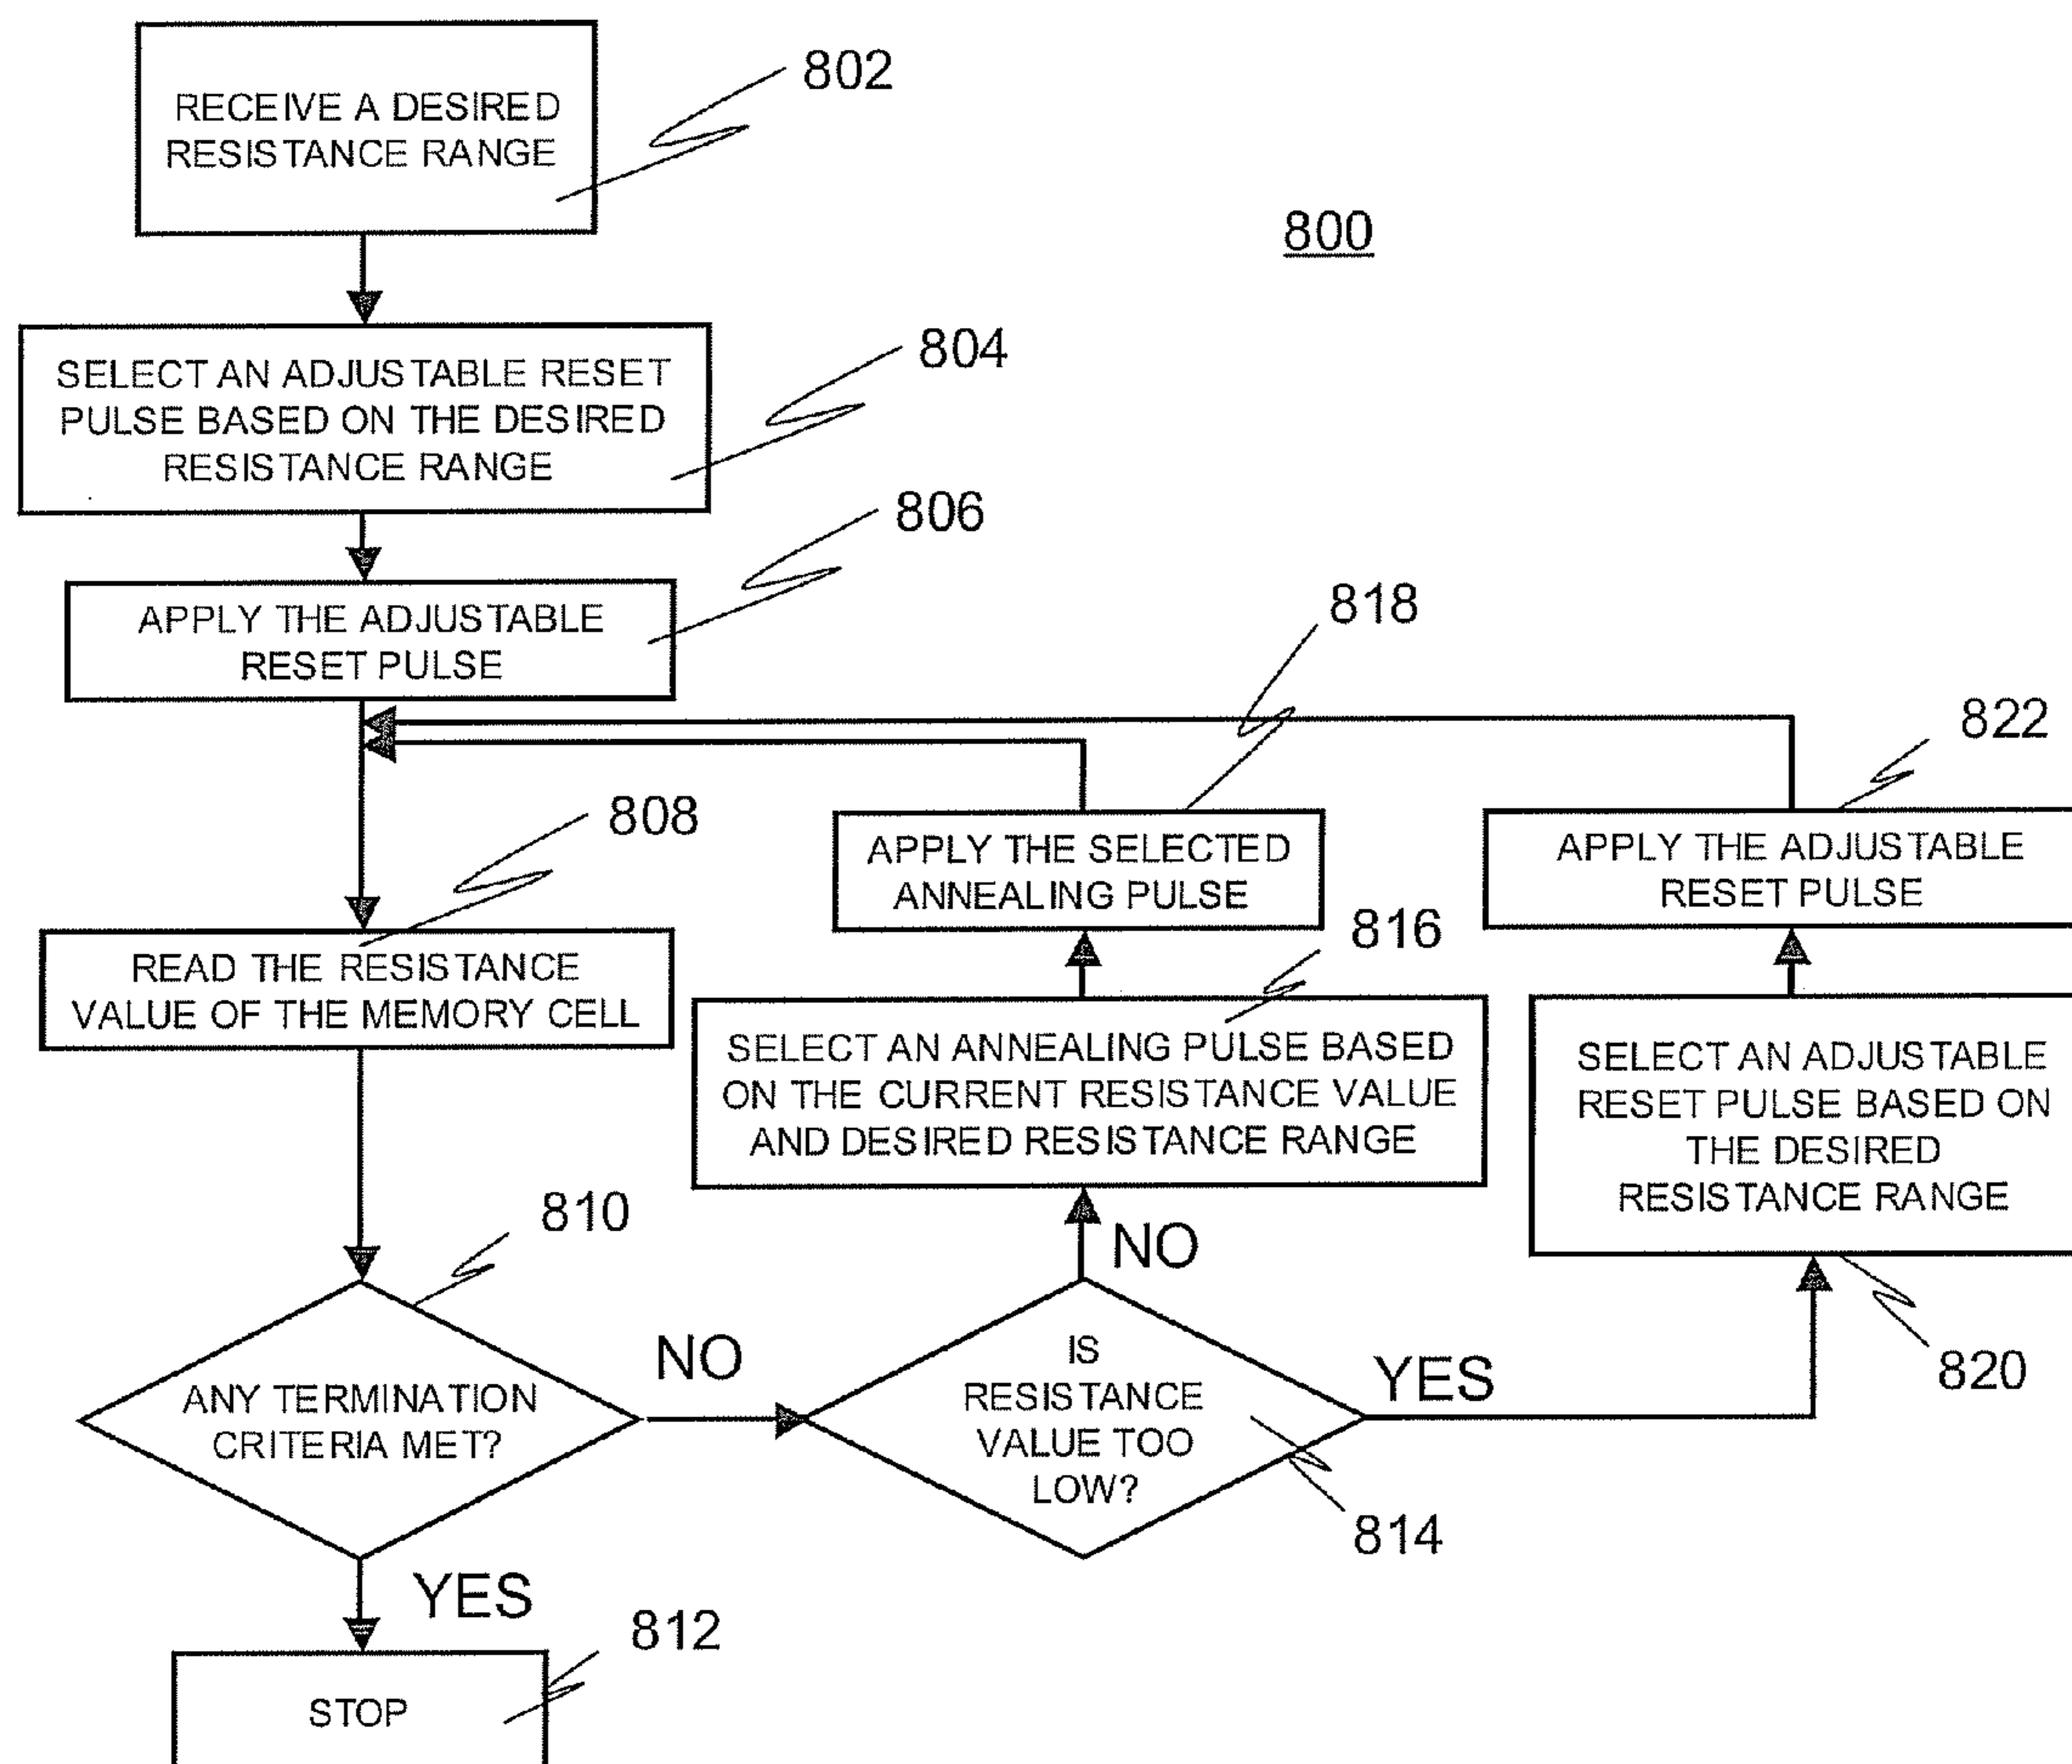 RECEIVE A DESIRED
RESISTANCE RANGE
802
800
SELECT AN ADJUSTABLE RESET
PULSE BASED ON THE DESIRED
RESISTANCE RANGE
804
APPLY THE ADJUSTABLE
RESET PULSE
806
READ THE RESISTANCE
VALUE OF THE MEMORY CELL
808
ANY TERMINATION
CRITERIA MET?
810
YES
STOP
812
NO
IS
RESISTANCE
VALUE TOO
LOW?
814
NO
SELECT AN ANNEALING PULSE BASED
ON THE CURRENT RESISTANCE VALUE
AND DESIRED RESISTANCE RANGE
816
APPLY THE SELECTED
ANNEALING PULSE
818
YES
SELECT AN ADJUSTABLE
RESET PULSE BASED ON
THE DESIRED
RESISTANCE RANGE
820
APPLY THE ADJUSTABLE
RESET PULSE
822